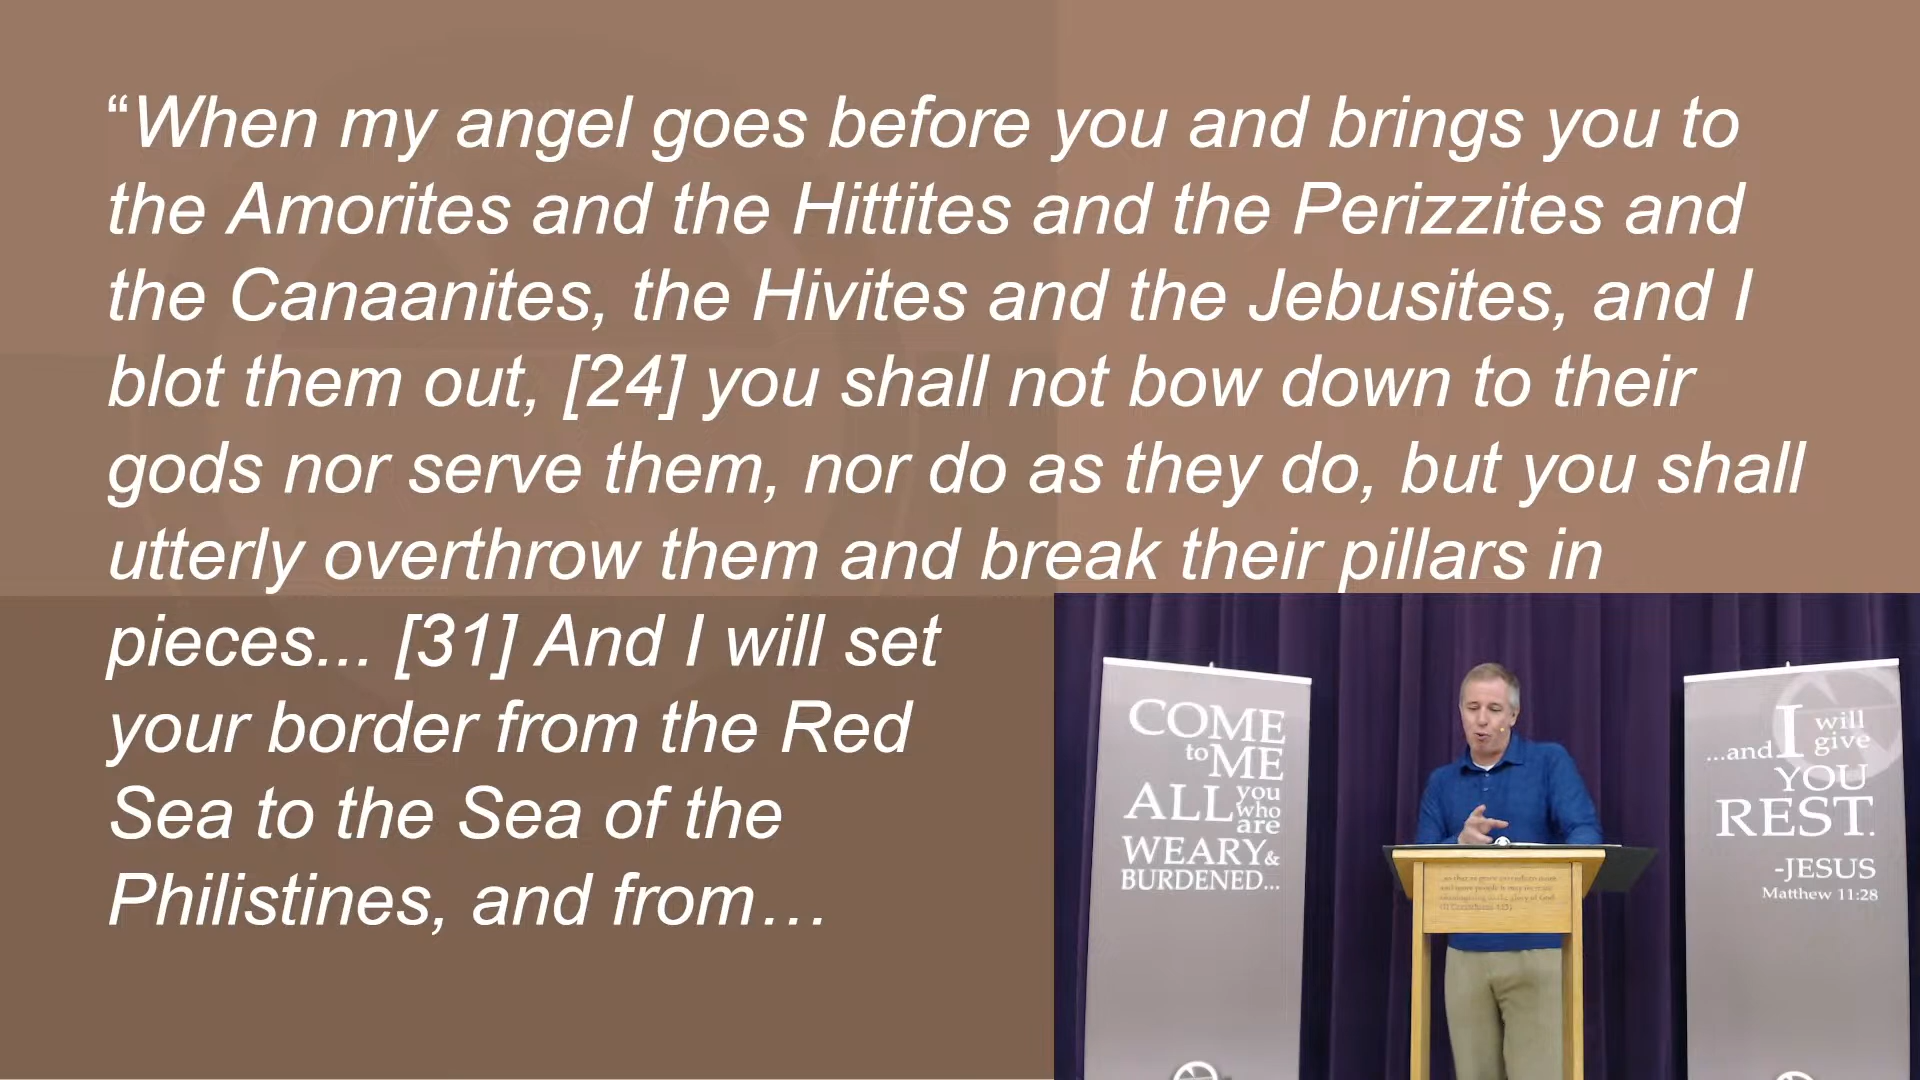 “When my angel goes before you and brings you to
the Amorites and the Hittites and the Perizzites and
the Canaanites, the Hivites and the Jebusites, and I
blot them out, [24] you shall not bow down to their
gods nor serve them, nor do as they do, but you shall
utterly overthrow them and break their pillars in
pieces... [31] And I will set
your border from the Red
Sea to the Sea of the
Philistines, and from…
COME
to ME
ALL you
who
are
WEARY&
BURDENED...
...and I will
give
YOU
REST.
-JESUS
Matthew 11:28